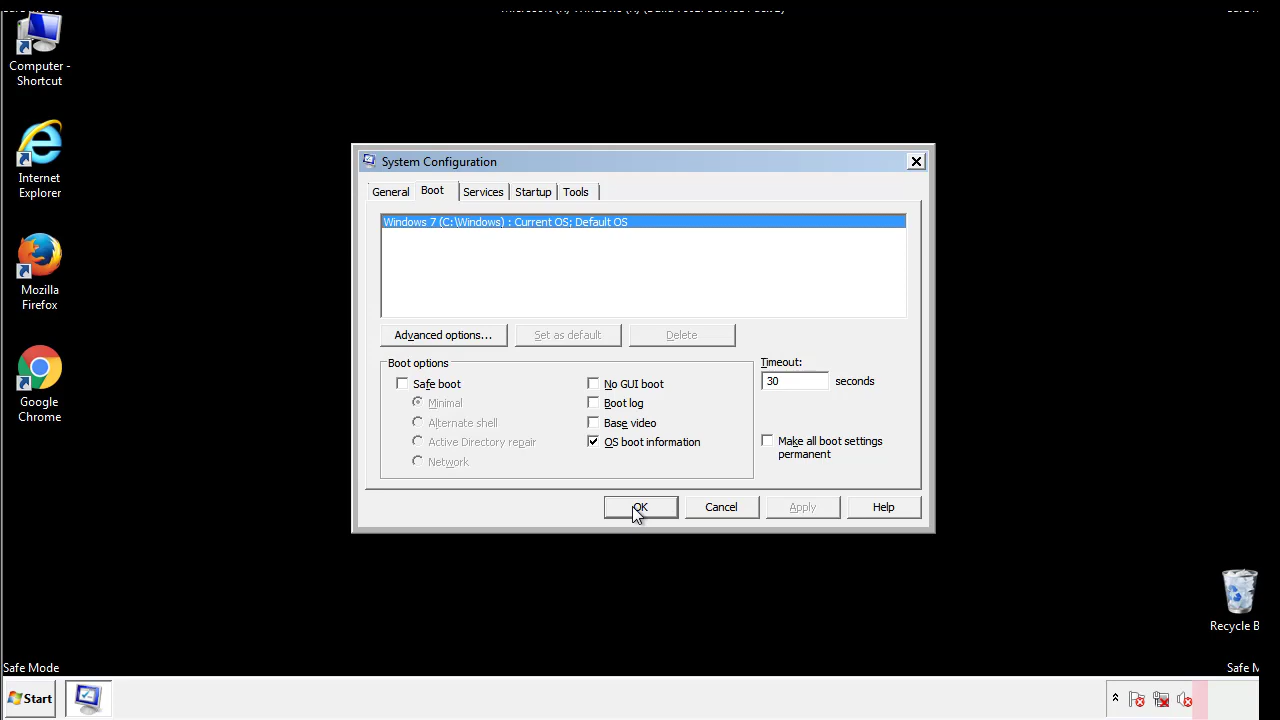 Computer -
Shortcut
Internet
Explorer
Mozilla
Firefox
Google
Chrome
System Configuration
General Boot Services Startup Tools
Windows 7 (C:\Windows) : Current OS; Default OS
Advanced options... Set as default Delete
Boot options
Safe boot
Minimal
Alternate shell
Active Directory repair
Network
No GUI boot
Boot log
Base video
OS boot information
Timeout:
30 seconds
Make all boot settings
permanent
OK Cancel Apply Help
Recycle B
Safe Mode
Safe M
Start